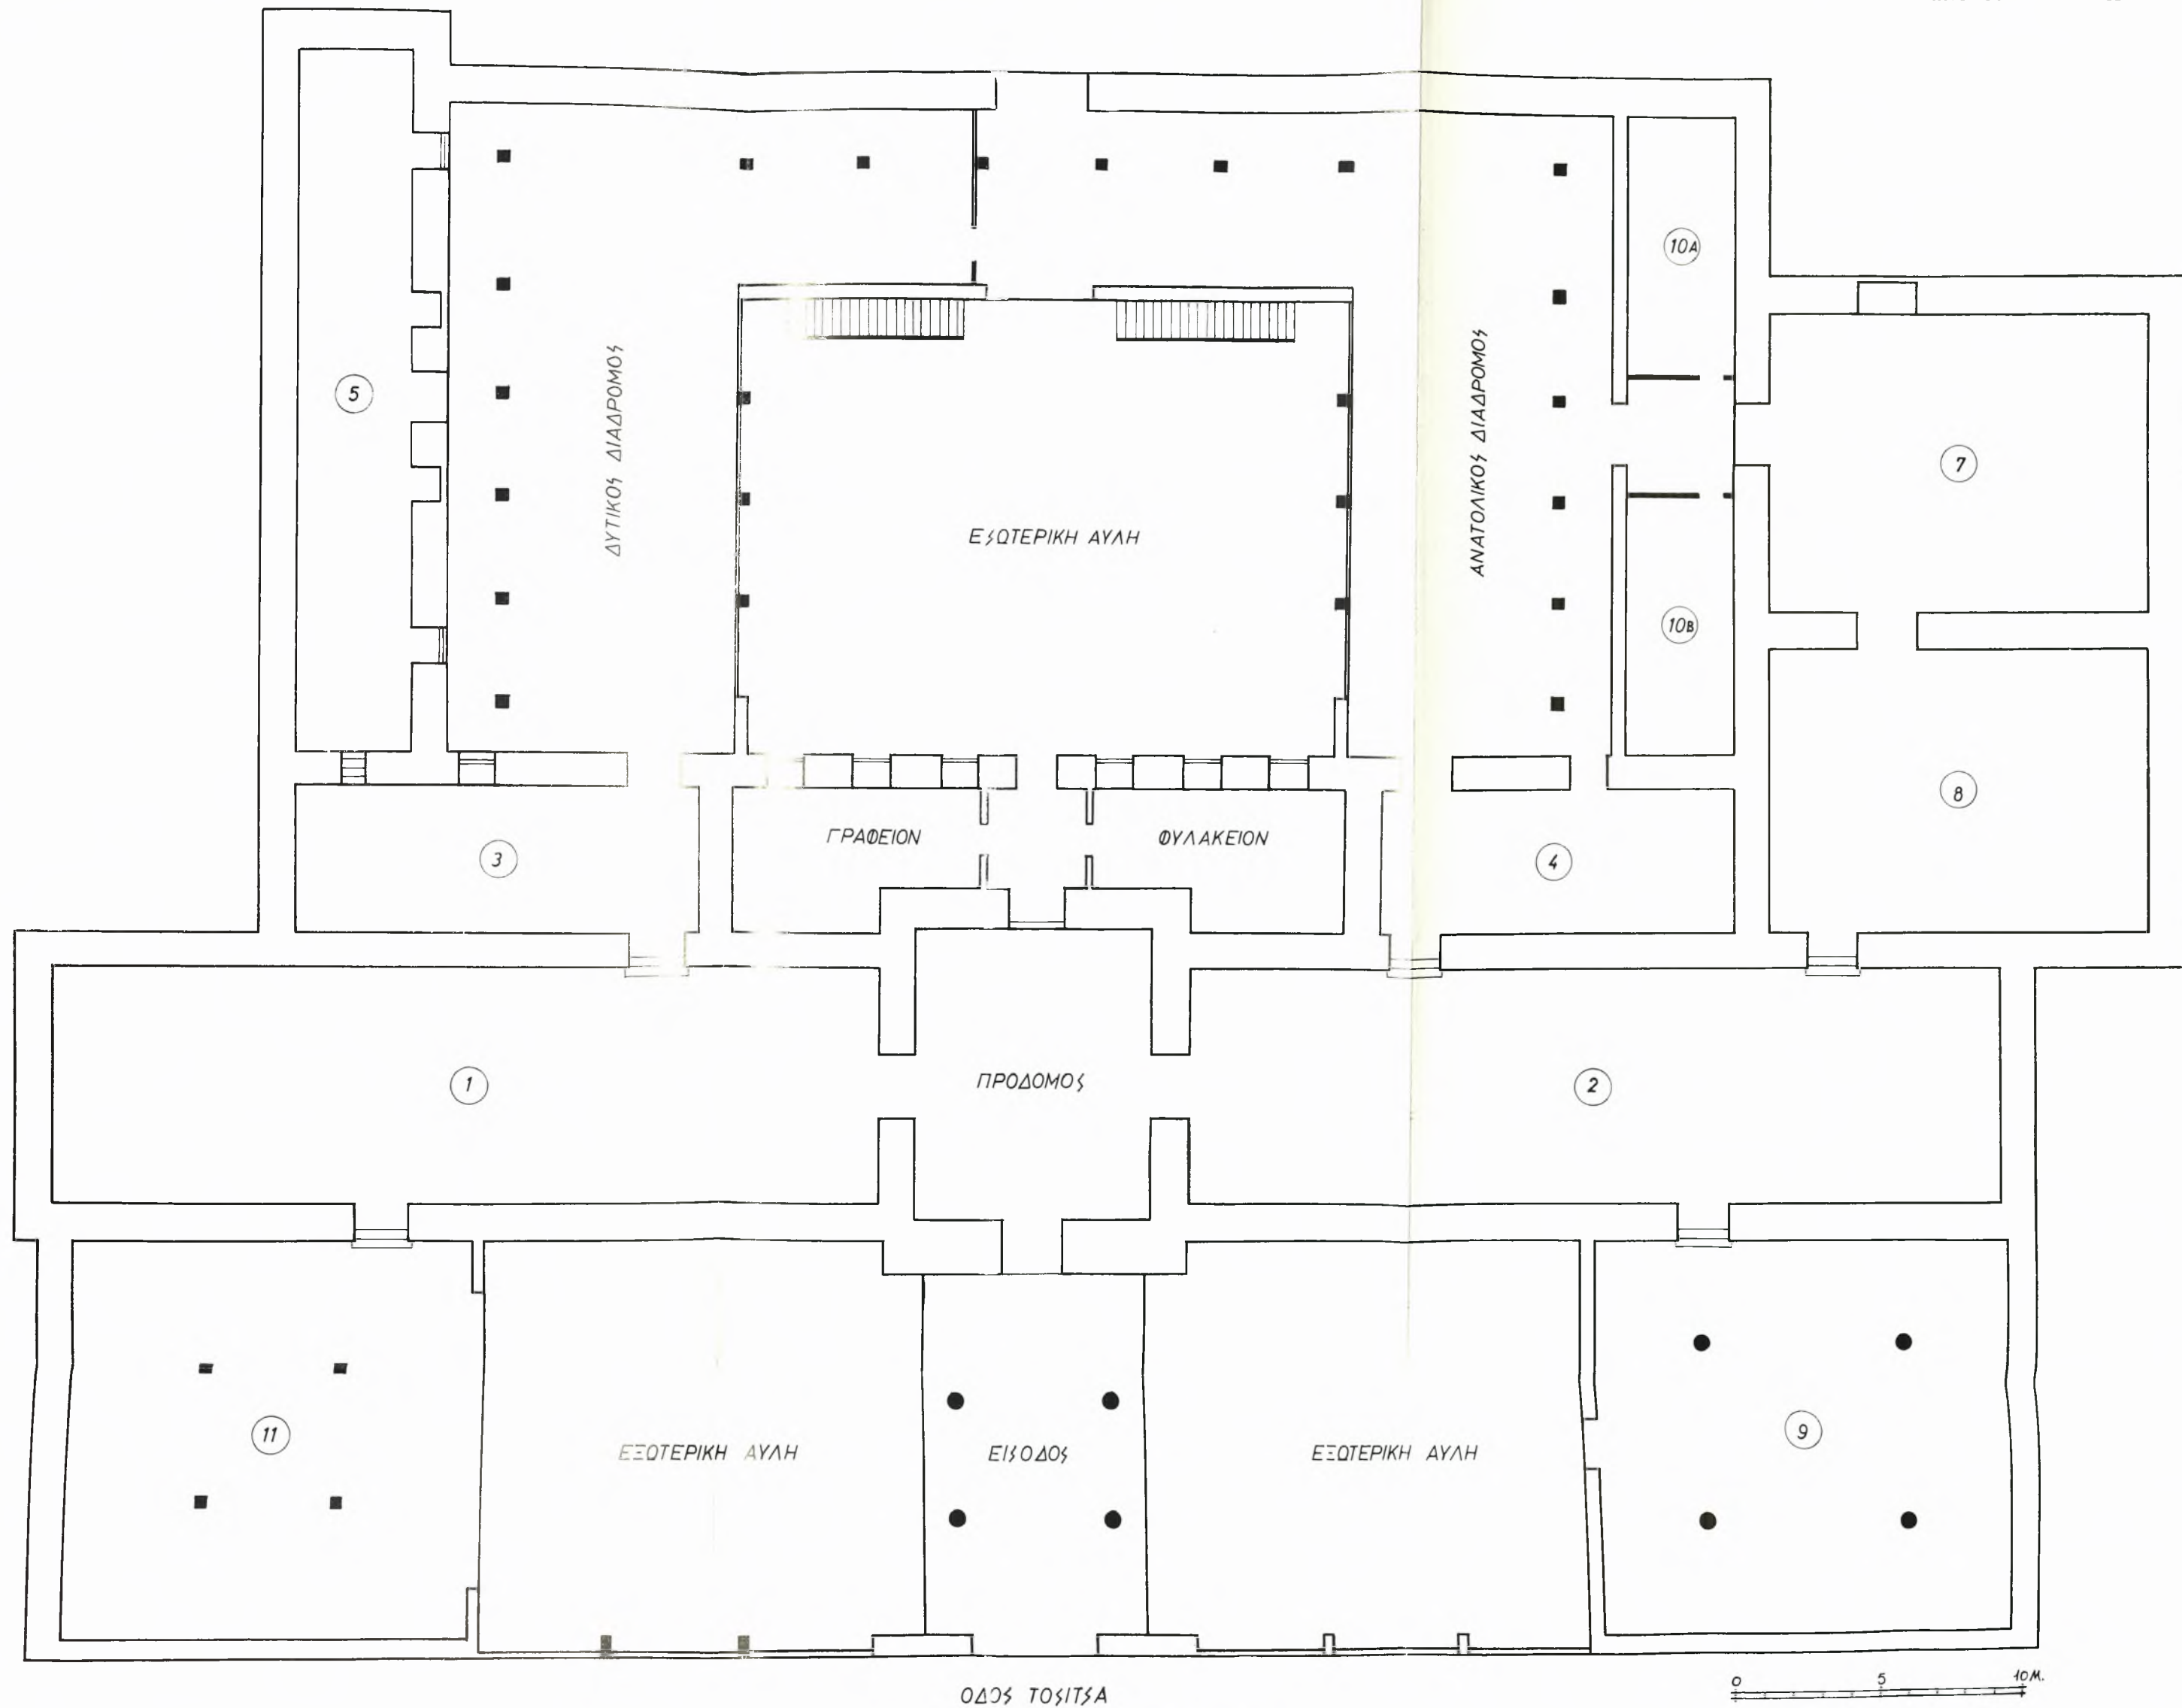 10A
5
ΔΥΤΙΚΟΣ ΔΙΑΔΡΟΜΟΣ
ΑΝΑΤΟΛΙΚΟΣ ΔΙΑΔΡΟΜΟΣ
7
ΕΣΩΤΕΡΙΚΗ ΑΥΛΗ
10B
8
ΓΡΑΦΕΙΟΝ
ΦΥΛΑΚΕΙΟΝ
3
4
1
ΠΡΟΔΟΜΟΣ
2
11
ΕΞΩΤΕΡΙΚΗ ΑΥΛΗ
ΕΙΣΟΔΟΣ
ΕΞΩΤΕΡΙΚΗ ΑΥΛΗ
9
0 5 10 Μ.
ΟΔΟΣ ΤΟΣΙΤΣΑ